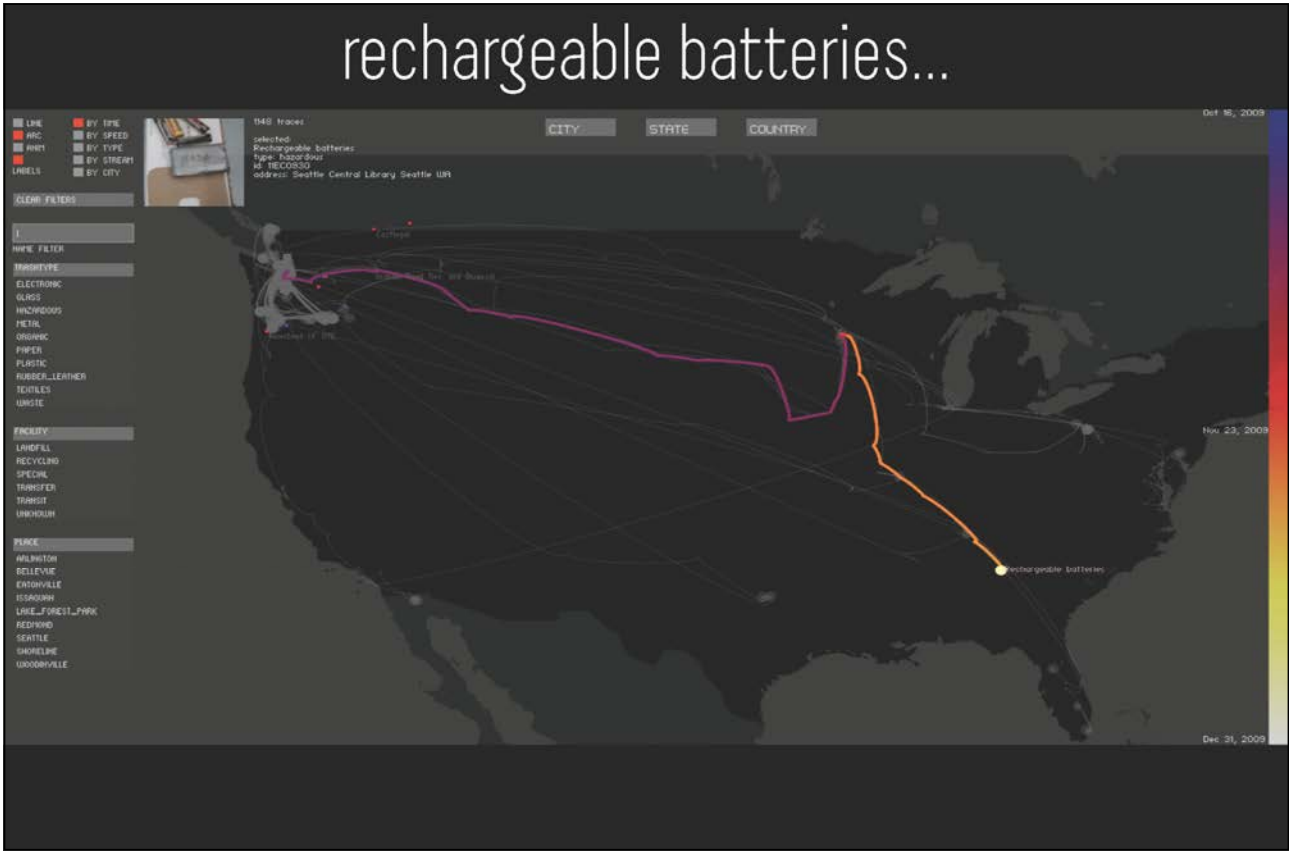 rechargeable batteries...
LINE
ARC
ANIM
LABELS
BY TIME
BY SPEED
BY TYPE
BY STREAM
BY CITY
1148 traces
selected:
Rechargeable batteries
type: hazardous
id: 11EC0830
address: Seattle Central Library Seattle WA
CITY
STATE
COUNTRY
Oct 16, 2009
CLEAR FILTERS
NAME FILTER
TRASHTYPE
ELECTRONIC
GLASS
HAZARDOUS
METAL
ORGANIC
PAPER
PLASTIC
RUBBER_LEATHER
TEXTILES
WASTE
FACILITY
LANDFILL
RECYCLING
SPECIAL
TRANSFER
TRANSIT
UNKNOWN
PLACE
ARLINGTON
BELLEVUE
EATONVILLE
ISSAQUAH
LAKE_FOREST_PARK
REDMOND
SEATTLE
SHORELINE
WOODINVILLE
Nov 23, 2009
Rechargeable batteries
Dec 31, 2009